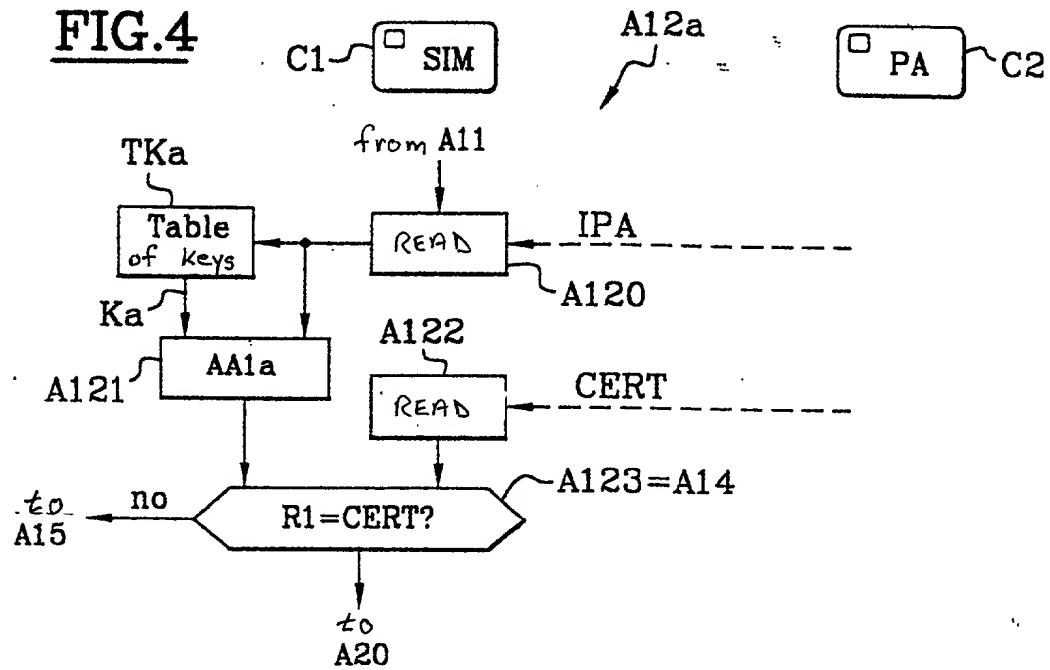 FIG.4
C1
SIM
A12a
PA
C2
from A11
TKa
Table
of keys
READ
IPA
A120
Ka
A121
AA1a
A122
READ
CERT
A123=A14
to
A15
no
R1=CERT?
to
A20